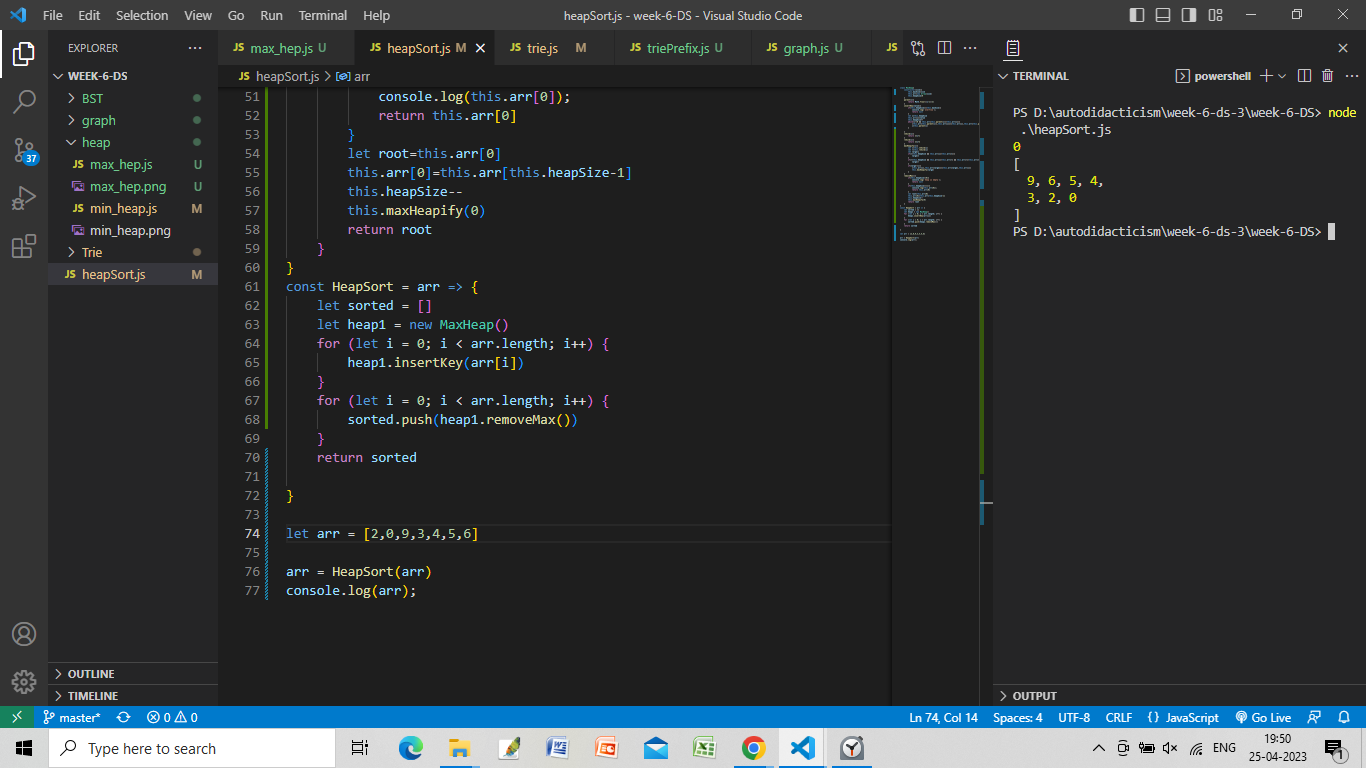 File Edit Selection View Go Run Terminal Help
heapSort.js - week-6-DS - Visual Studio Code
EXPLORER
WEEK-6-DS
BST
graph
heap
JS max_hep.js U
max_hep.png U
JS min_heap.js M
min_heap.png
Trie
JS heapSort.js M
OUTLINE
TIMELINE
37
JS max_hep.js U JS heapSort.js M JS trie.js M JS triePrefix.js U JS graph.js U JS
JS heapSort.js > arr
51 console.log(this.arr[0]);
52 return this.arr[0]
53 }
54 let root=this.arr[0]
55 this.arr[0]=this.arr[this.heapSize-1]
56 this.heapSize--
57 this.maxHeapify(0)
58 return root
59 }
60 }
61 const HeapSort = arr => {
62 let sorted = []
63 let heap1 = new MaxHeap()
64 for (let i = 0; i < arr.length; i++) {
65 heap1.insertKey(arr[i])
66 }
67 for (let i = 0; i < arr.length; i++) {
68 sorted.push(heap1.removeMax())
69 }
70 return sorted
71
72 }
73
74 let arr = [2,0,9,3,4,5,6]
75
76 arr = HeapSort(arr)
77 console.log(arr);
TERMINAL
powershell
PS D:\autodidacticism\week-6-ds-3\week-6-DS> node
.\heapSort.js
0
[
9, 6, 5, 4,
3, 2, 0
]
PS D:\autodidacticism\week-6-ds-3\week-6-DS>
OUTPUT
master* 0 0
Ln 74, Col 14 Spaces: 4 UTF-8 CRLF {} JavaScript Go Live
Type here to search
ENG
19:50
25-04-2023
1